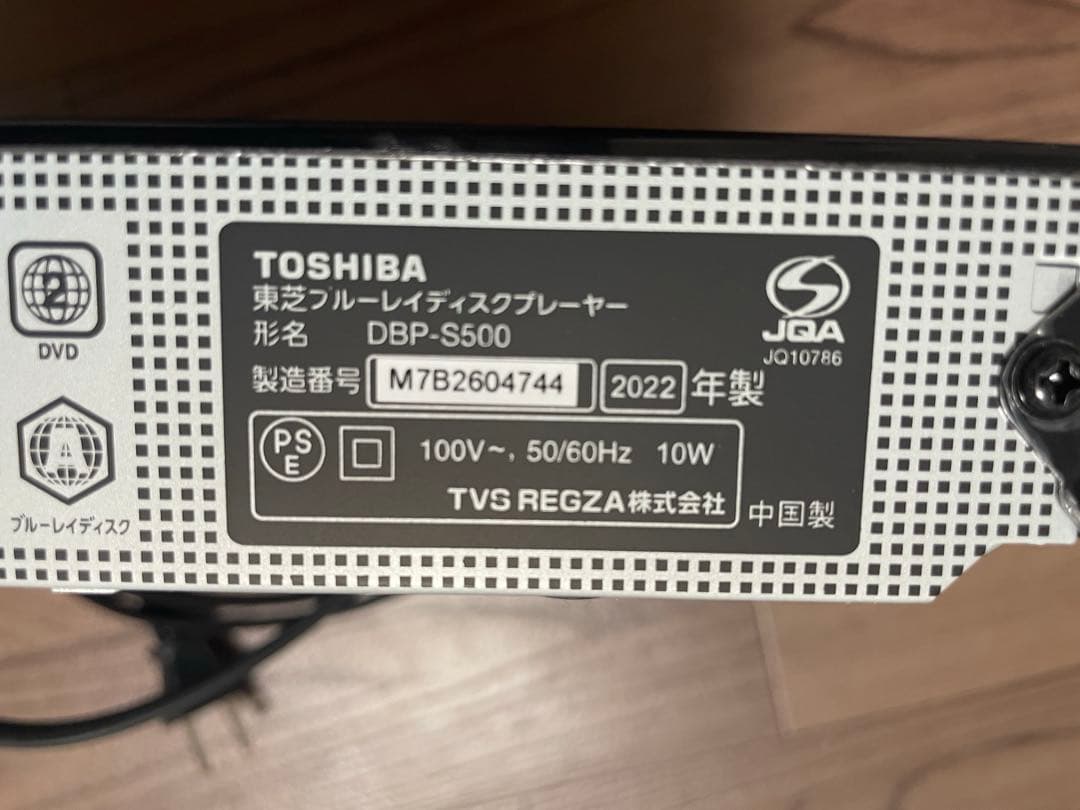 2
DVD
A
ブルーレイディスク
TOSHIBA
東芝ブルーレイディスクプレーヤー
形名 DBP-S500
製造番号 M7B2604744 2022 年製
PS
E
100V~, 50/60Hz 10W
TVS REGZA株式会社
中国製
JQA
JQ10786